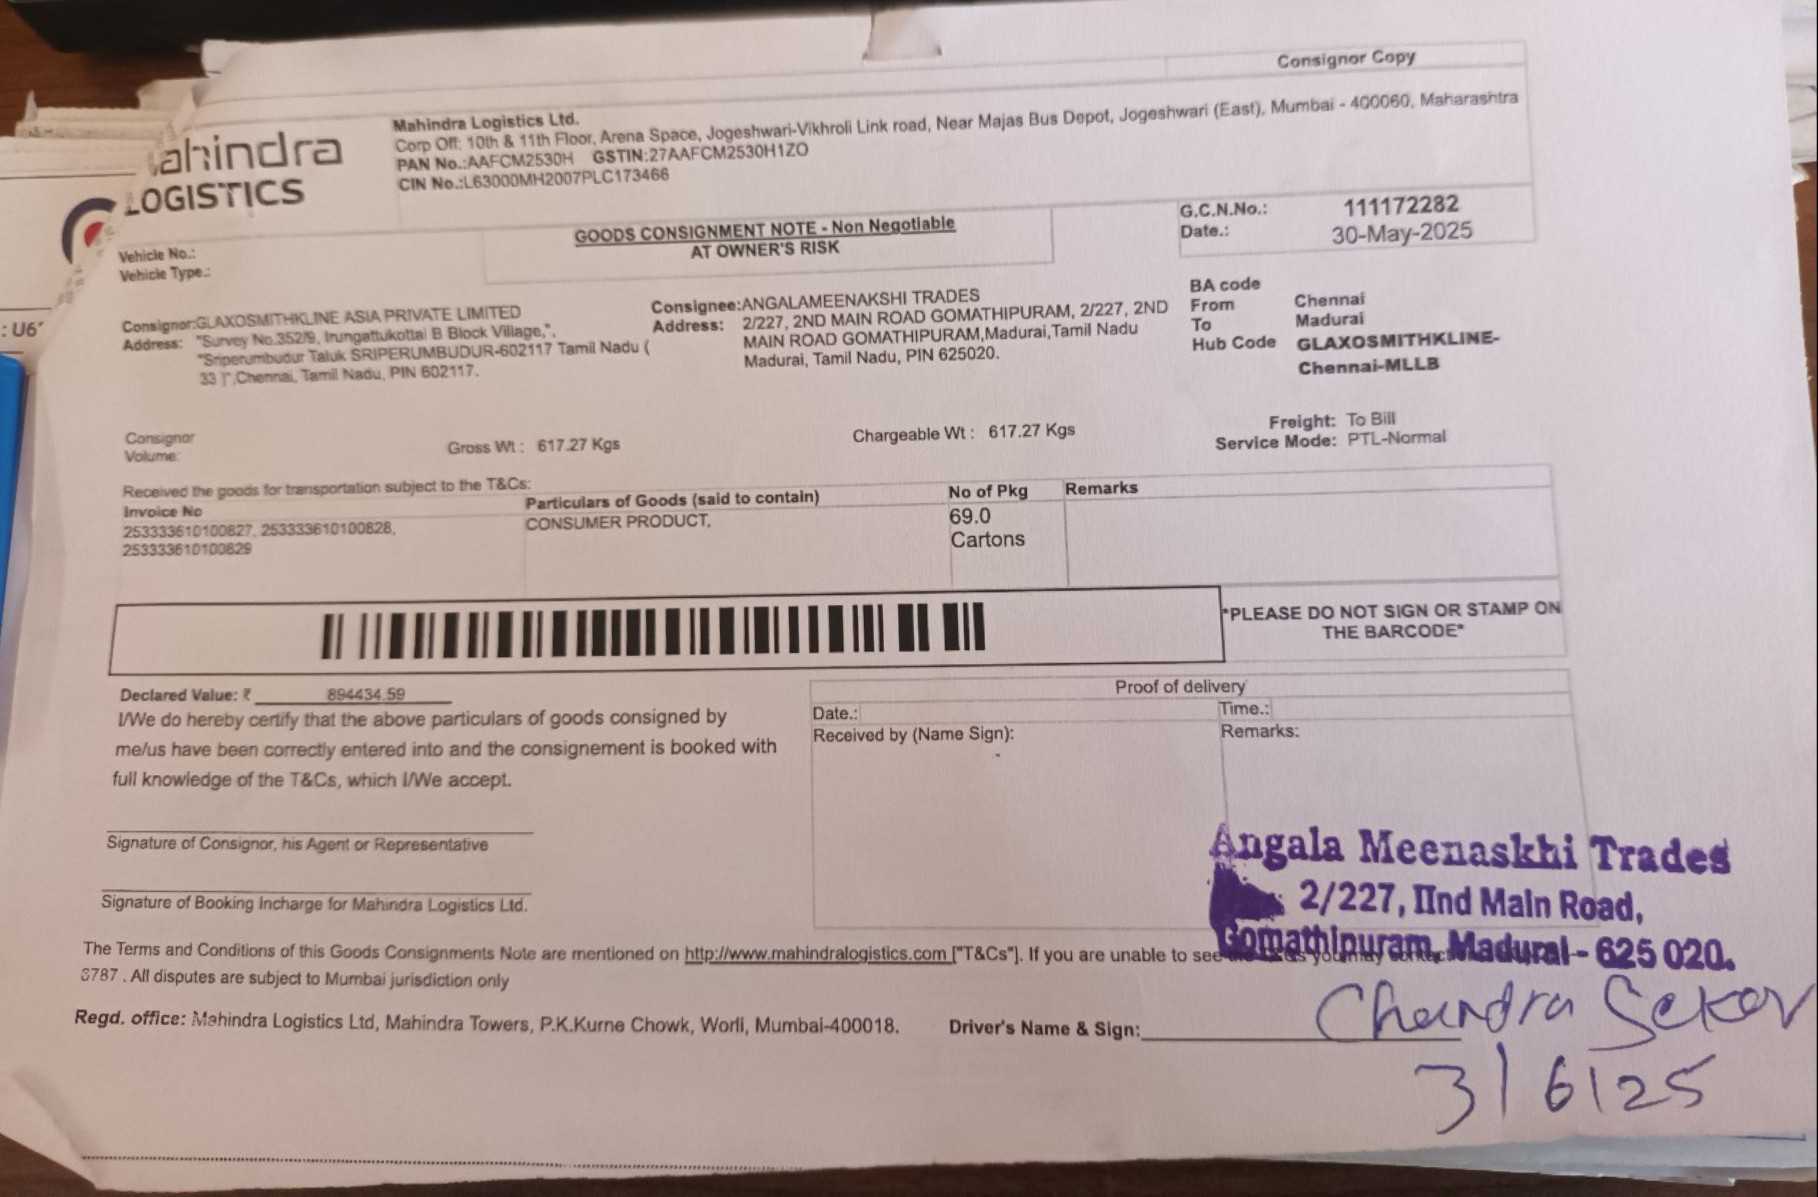 Consignor Copy
ahindra
LOGISTICS
Mahindra Logistics Ltd.
Corp Off: 10th & 11th Floor, Arena Space, Jogeshwari-Vikhroli Link road, Near Majas Bus Depot, Jogeshwari (East), Mumbai - 400060, Maharashtra
PAN No.:AAFCM2530H GSTIN:27AAFCM2530H1ZO
CIN No.:L63000MH2007PLC173466
GOODS CONSIGNMENT NOTE - Non Negotiable
AT OWNER'S RISK
G.C.N.No.: 111172282
Date.: 30-May-2025
Vehicle No.:
Vehicle Type.:
: U6
Consignor:GLAXOSMITHKLINE ASIA PRIVATE LIMITED
Address: "Survey No.352/9, Irungattukottai B Block Village,",
"Sriperumbudur Taluk SRIPERUMBUDUR-602117 Tamil Nadu (
33 )",Chennai, Tamil Nadu, PIN 602117.
Consignee:ANGALAMEENAKSHI TRADES
Address: 2/227, 2ND MAIN ROAD GOMATHIPURAM, 2/227, 2ND
MAIN ROAD GOMATHIPURAM,Madurai,Tamil Nadu
Madurai, Tamil Nadu, PIN 625020.
BA code
From Chennai
To Madurai
Hub Code GLAXOSMITHKLINE-
Chennai-MLLB
Consignor
Volume:
Gross Wt : 617.27 Kgs
Chargeable Wt : 617.27 Kgs
Freight: To Bill
Service Mode: PTL-Normal
Received the goods for transportation subject to the T&Cs:
Invoice No Particulars of Goods (said to contain) No of Pkg Remarks
253333610100827, 253333610100828, CONSUMER PRODUCT, 69.0
253333610100829 Cartons
*PLEASE DO NOT SIGN OR STAMP ON
THE BARCODE*
Declared Value: ₹ 894434.59
I/We do hereby certify that the above particulars of goods consigned by
me/us have been correctly entered into and the consignement is booked with
full knowledge of the T&Cs, which I/We accept.
Signature of Consignor, his Agent or Representative
Signature of Booking Incharge for Mahindra Logistics Ltd.
Proof of delivery
Date.: Time.:
Received by (Name Sign): Remarks:
Angala Meenaskhi Trades
2/227, IInd Main Road,
Gomathipuram, Madurai - 625 020.
The Terms and Conditions of this Goods Consignments Note are mentioned on http://www.mahindralogistics.com ["T&Cs"]. If you are unable to see
8787 . All disputes are subject to Mumbai jurisdiction only
Regd. office: Mahindra Logistics Ltd, Mahindra Towers, P.K.Kurne Chowk, Worli, Mumbai-400018.
Driver's Name & Sign:
Chandra Sekar
3/6/25